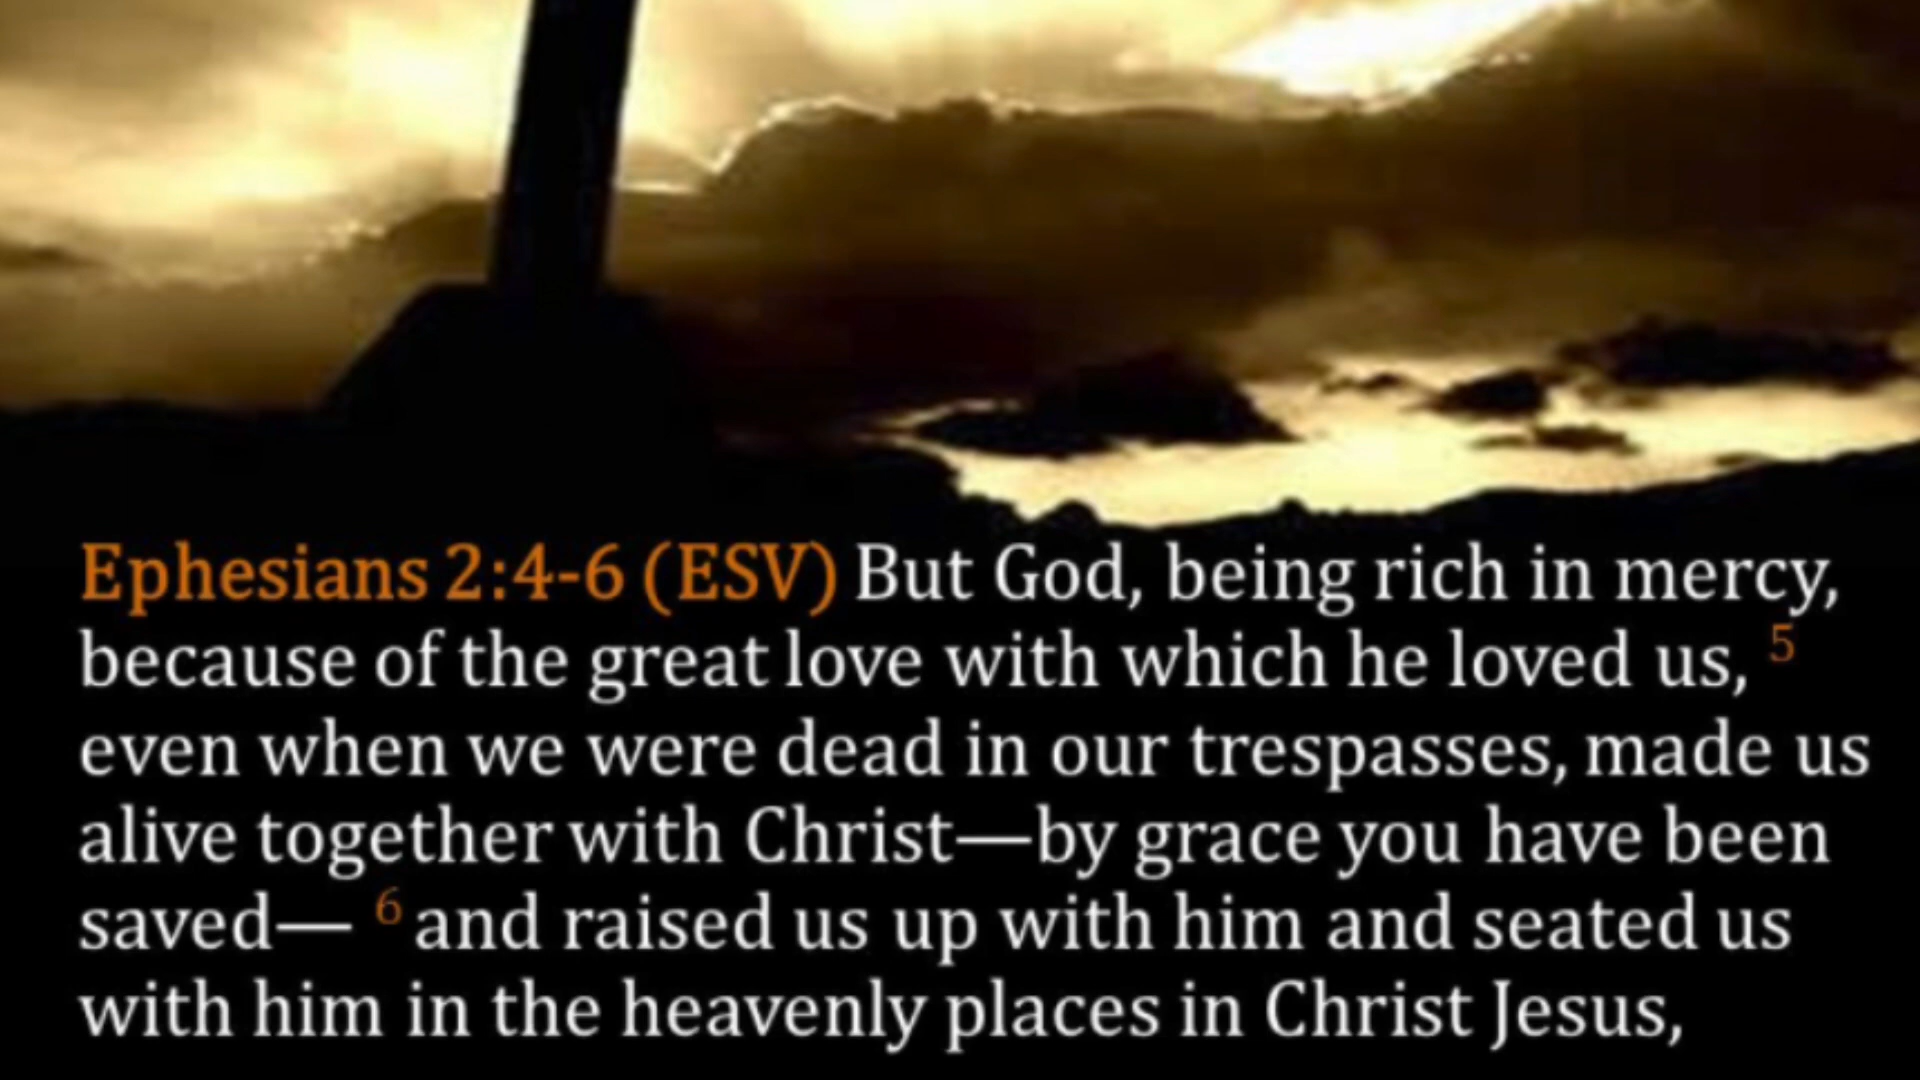 Ephesians 2:4-6 (ESV) But God, being rich in mercy,
because of the great love with which he loved us, 5
even when we were dead in our trespasses, made us
alive together with Christ—by grace you have been
saved— 6 and raised us up with him and seated us
with him in the heavenly places in Christ Jesus,